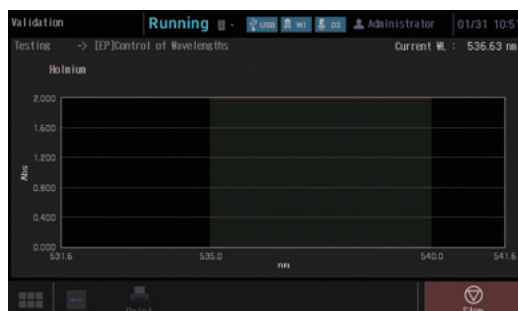 Validation Running - USB WI D2 Administrator 01/31 10:51
Testing -> [EP]Control of Wavelengths Current WL : 536.63 nm
Holmium
2.000
1.600
1.200
Abs
0.800
0.400
0.000
531.6 535.0 540.0 541.6
nm
Print Stop